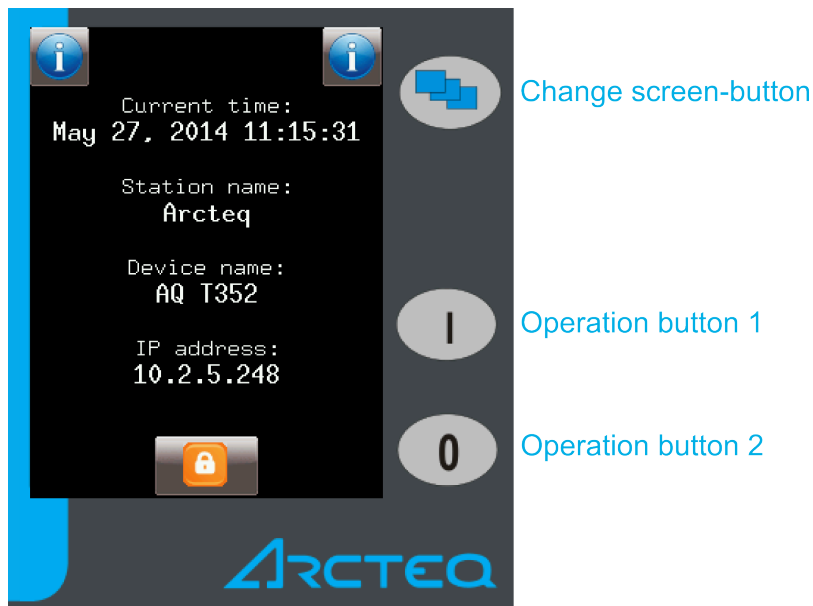 Current time:
May 27, 2014 11:15:31
Station name:
Arcteq
Device name:
AQ T352
IP address:
10.2.5.248
Change screen-button
I
Operation button 1
0
Operation button 2
ARCTEQ